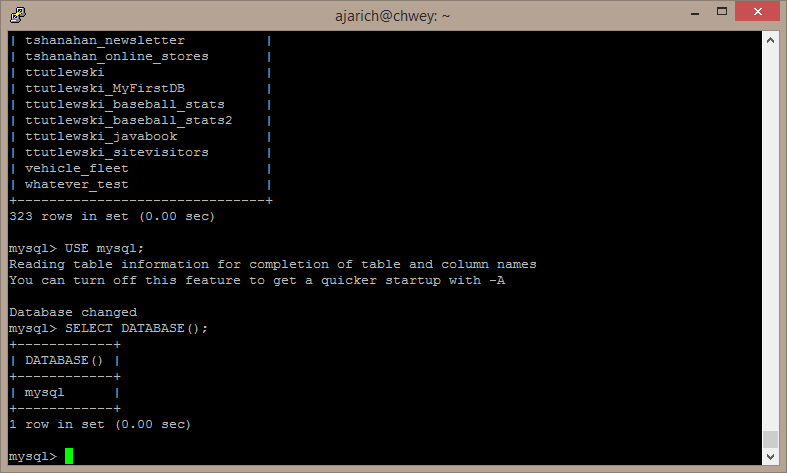 ajarich@chwey: ~
| tshanahan_newsletter          |
| tshanahan_online_stores       |
| ttutlewski                    |
| ttutlewski_MyFirstDB          |
| ttutlewski_baseball_stats     |
| ttutlewski_baseball_stats2    |
| ttutlewski_javabook           |
| ttutlewski_sitevisitors       |
| vehicle_fleet                 |
| whatever_test                 |
+-------------------------------+
323 rows in set (0.00 sec)
mysql> USE mysql;
Reading table information for completion of table and column names
You can turn off this feature to get a quicker startup with -A
Database changed
mysql> SELECT DATABASE();
+------------+
| DATABASE() |
+------------+
| mysql      |
+------------+
1 row in set (0.00 sec)
mysql>